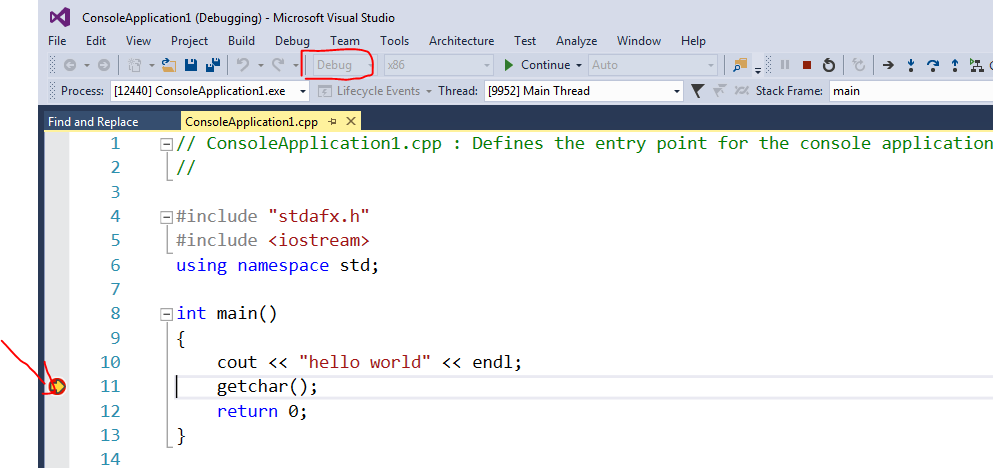 ConsoleApplication1 (Debugging) - Microsoft Visual Studio
File Edit View Project Build Debug Team Tools Architecture Test Analyze Window Help
Debug x86 Continue Auto
Process: [12440] ConsoleApplication1.exe Lifecycle Events Thread: [9952] Main Thread Stack Frame: main
Find and Replace ConsoleApplication1.cpp
1 // ConsoleApplication1.cpp : Defines the entry point for the console application
2 //
3
4 #include "stdafx.h"
5 #include <iostream>
6 using namespace std;
7
8 int main()
9 {
10 cout << "hello world" << endl;
11 getchar();
12 return 0;
13 }
14